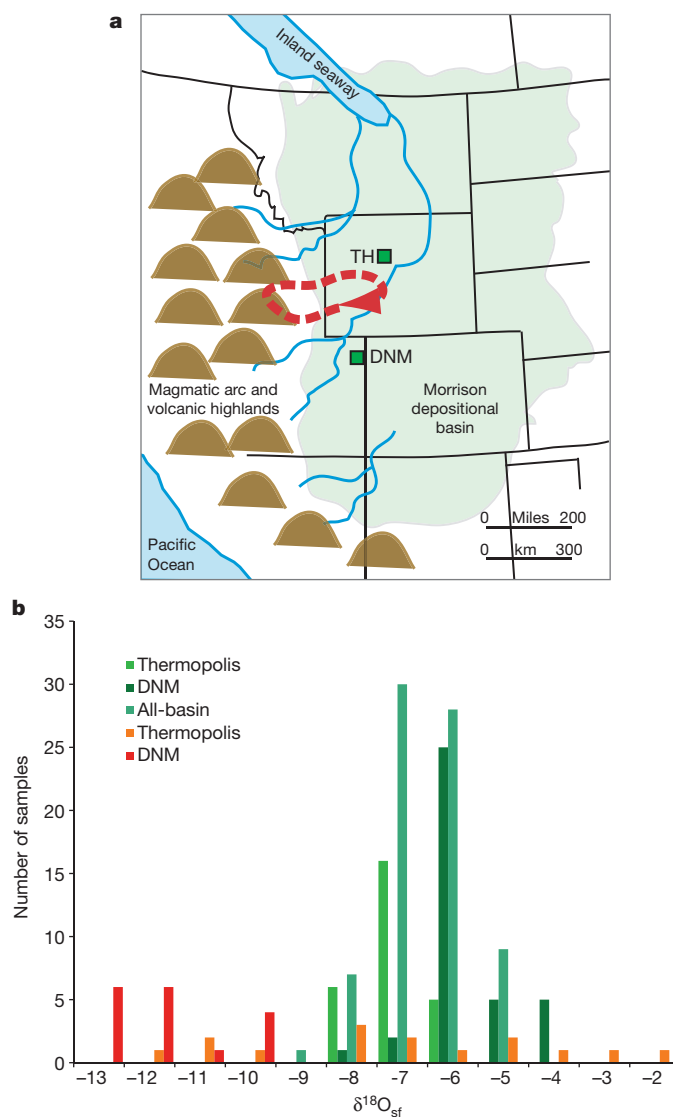 a
Inland seaway
TH
DNM
Magmatic arc and
volcanic highlands
Morrison
depositional
basin
Pacific
Ocean
0 Miles 200
0 km 300
b
35
30
25
20
15
10
5
0
Number of samples
Thermopolis
DNM
All-basin
Thermopolis
DNM
–13 –12 –11 –10 –9 –8 –7 –6 –5 –4 –3 –2
δ¹⁸Osf